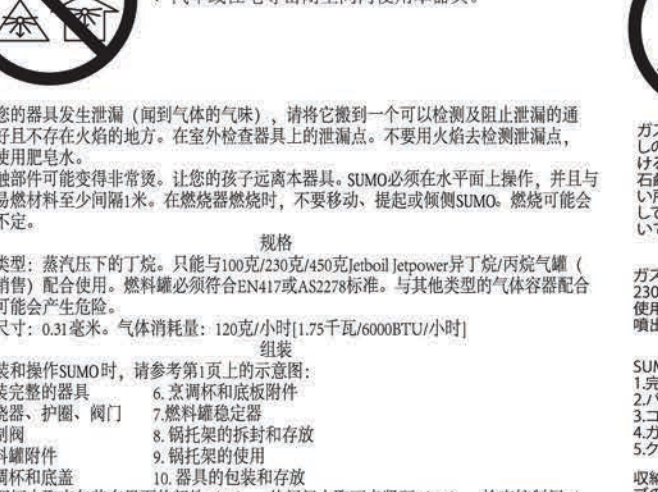 您的器具发生泄漏（闻到气体的气味），请将它搬到一个可以检测及阻止泄漏的通
好且不存在火焰的地方。在室外检查器具上的泄漏点。不要用火焰去检测泄漏点，
使用肥皂水。
触部件可能变得非常烫。让您的孩子远离本器具。SUMO必须在水平面上操作，并且与
易燃材料至少间隔1米。在燃烧器燃烧时，不要移动、提起或倾侧SUMO。燃烧可能会
不定。
规格
类型：蒸汽压下的丁烷。只能与100克/230克/450克Jetboil Jetpower异丁烷/丙烷气罐（
销售）配合使用。燃料罐必须符合EN417或AS2278标准。与其他类型的气体容器配合
可能会产生危险。
尺寸：0.31毫米。气体消耗量：120克/小时[1.75千瓦/6000BTU/小时]
组装
装和操作SUMO时，请参考第1页上的示意图：
装完整的器具 6. 烹调杯和底板附件
烧器、护圈、阀门 7.燃料罐稳定器
制阀 8. 锅托架的拆封和存放
料罐附件 9. 锅托架的使用
调杯和底盖 10. 器具的包装和存放
ガス
しの
ける
石鹸
い所
して
いて
ガス
230
使用
噴出
SUM
1.完
2.バ
3.コ
4.ガ
5.ク
収納